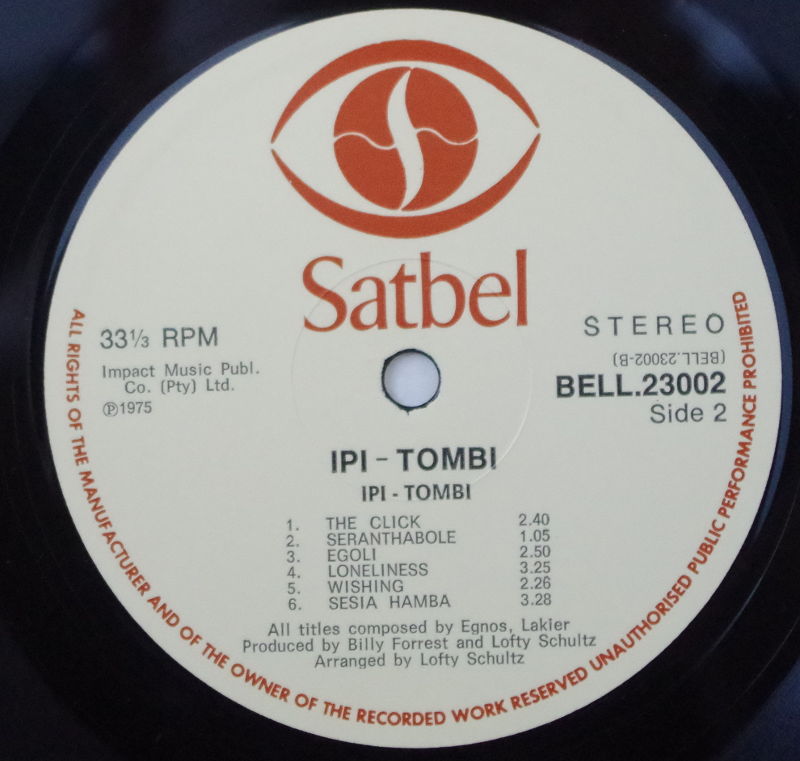 Satbel
33⅓ RPM
Impact Music Publ.
Co. (Pty) Ltd.
℗1975
STEREO
(BELL.23002-B)
BELL.23002
Side 2
IPI - TOMBI
IPI - TOMBI
1. THE CLICK 2.40
2. SERANTHABOLE 1.05
3. EGOLI 2.50
4. LONELINESS 3.25
5. WISHING 2.26
6. SESIA HAMBA 3.28
All titles composed by Egnos, Lakier
Produced by Billy Forrest and Lofty Schultz
Arranged by Lofty Schultz
ALL RIGHTS OF THE MANUFACTURER AND OF THE OWNER OF THE RECORDED WORK RESERVED UNAUTHORISED PUBLIC PERFORMANCE PROHIBITED